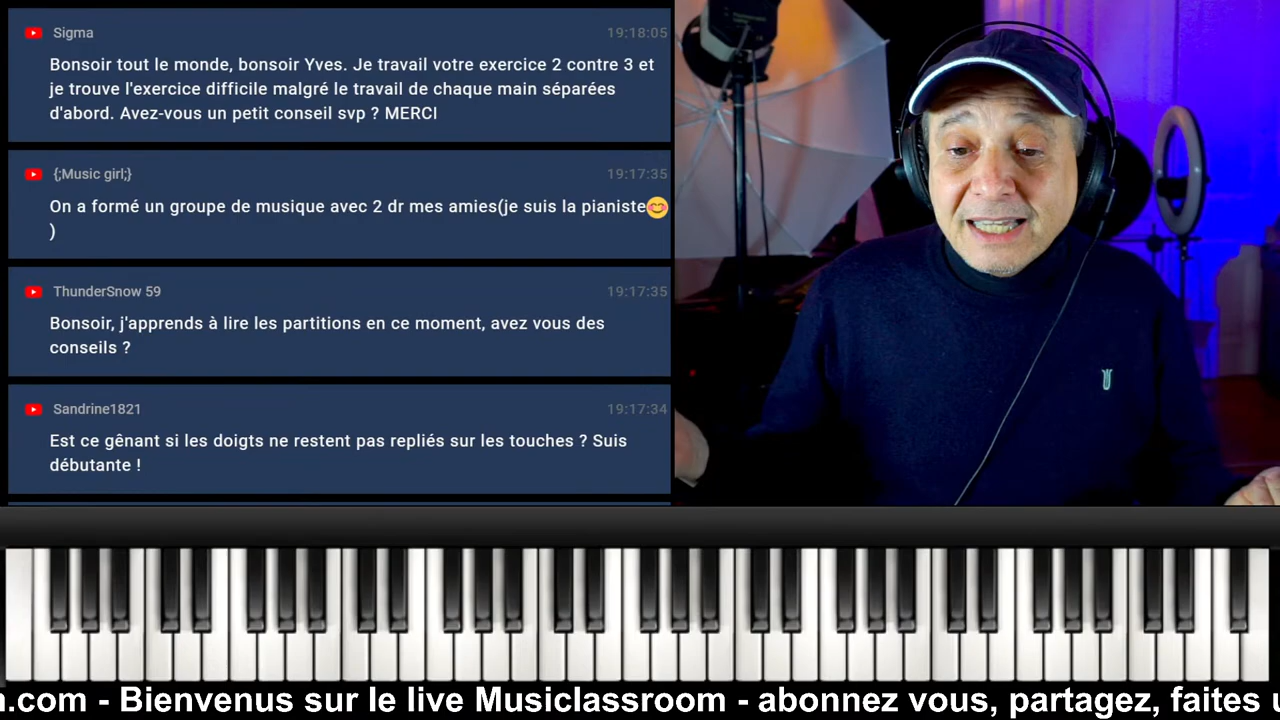 Sigma 19:18:05
Bonsoir tout le monde, bonsoir Yves. Je travail votre exercice 2 contre 3 et
je trouve l'exercice difficile malgré le travail de chaque main séparées
d'abord. Avez-vous un petit conseil svp ? MERCI
{;Music girl;} 19:17:35
On a formé un groupe de musique avec 2 dr mes amies(je suis la pianiste😊
)
ThunderSnow 59 19:17:35
Bonsoir, j'apprends à lire les partitions en ce moment, avez vous des
conseils ?
Sandrine1821 19:17:34
Est ce gênant si les doigts ne restent pas repliés sur les touches ? Suis
débutante !
n.com - Bienvenus sur le live Musiclassroom - abonnez vous, partagez, faites